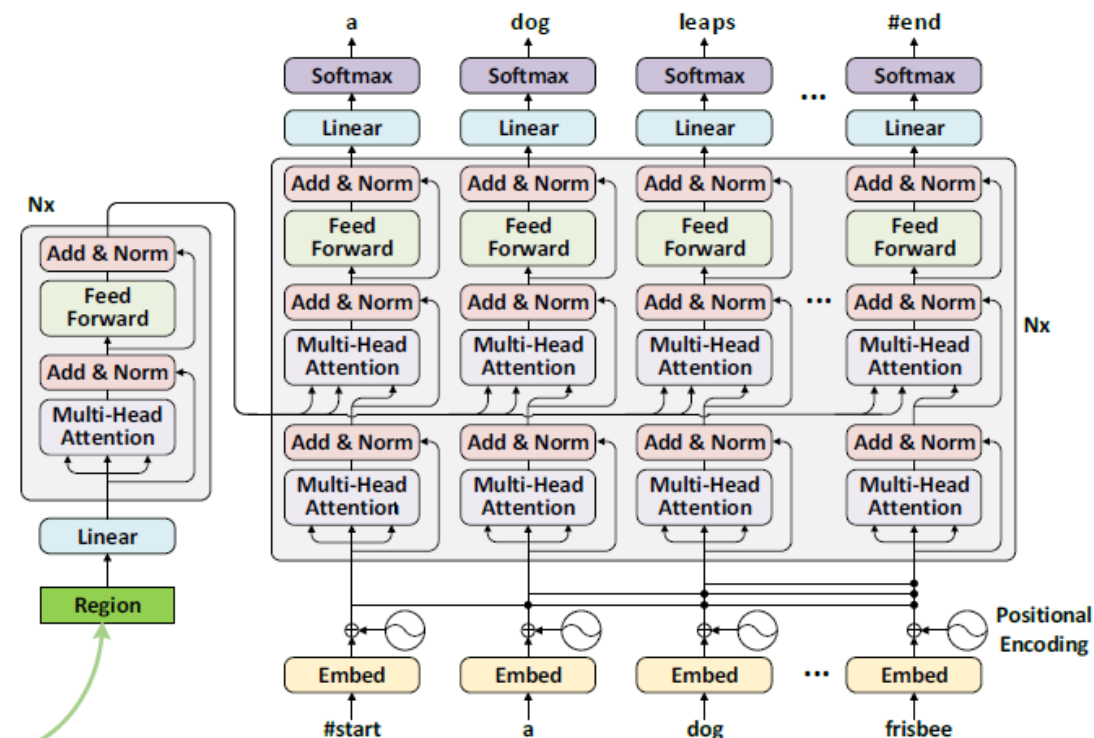 a dog leaps #end
Softmax Softmax Softmax ... Softmax
Linear Linear Linear Linear
Add & Norm Add & Norm Add & Norm Add & Norm
Nx
Feed Feed Feed Feed
Forward Forward Forward Forward
Add & Norm
Feed
Forward
Add & Norm Add & Norm Add & Norm ... Add & Norm
Nx
Multi-Head Multi-Head Multi-Head Multi-Head
Attention Attention Attention Attention
Add & Norm
Multi-Head
Attention
Add & Norm Add & Norm Add & Norm Add & Norm
Multi-Head Multi-Head Multi-Head Multi-Head
Attention Attention Attention Attention
Linear
Region
Positional
Encoding
Embed Embed Embed ... Embed
#start a dog frisbee